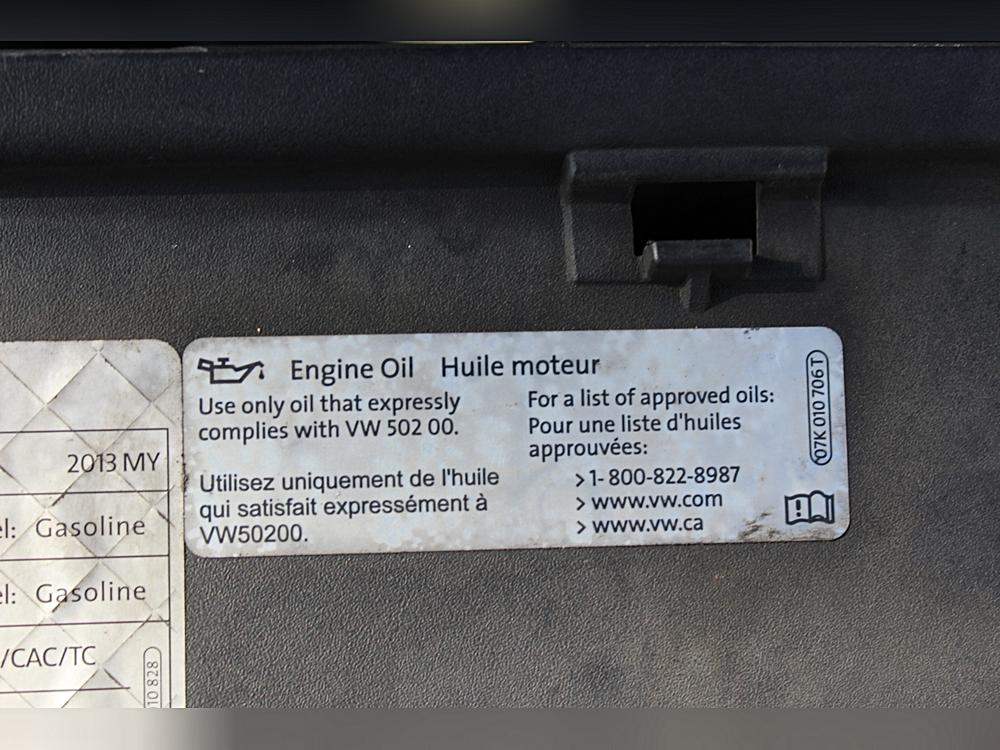 2013 MY
el: Gasoline
el: Gasoline
/CAC/TC
10 828
Engine Oil Huile moteur
Use only oil that expressly
complies with VW 502 00.
Utilisez uniquement de l'huile
qui satisfait expressément à
VW50200.
For a list of approved oils:
Pour une liste d'huiles
approuvées:
>1-800-822-8987
> www.vw.com
> www.vw.ca
07K 010 706 T